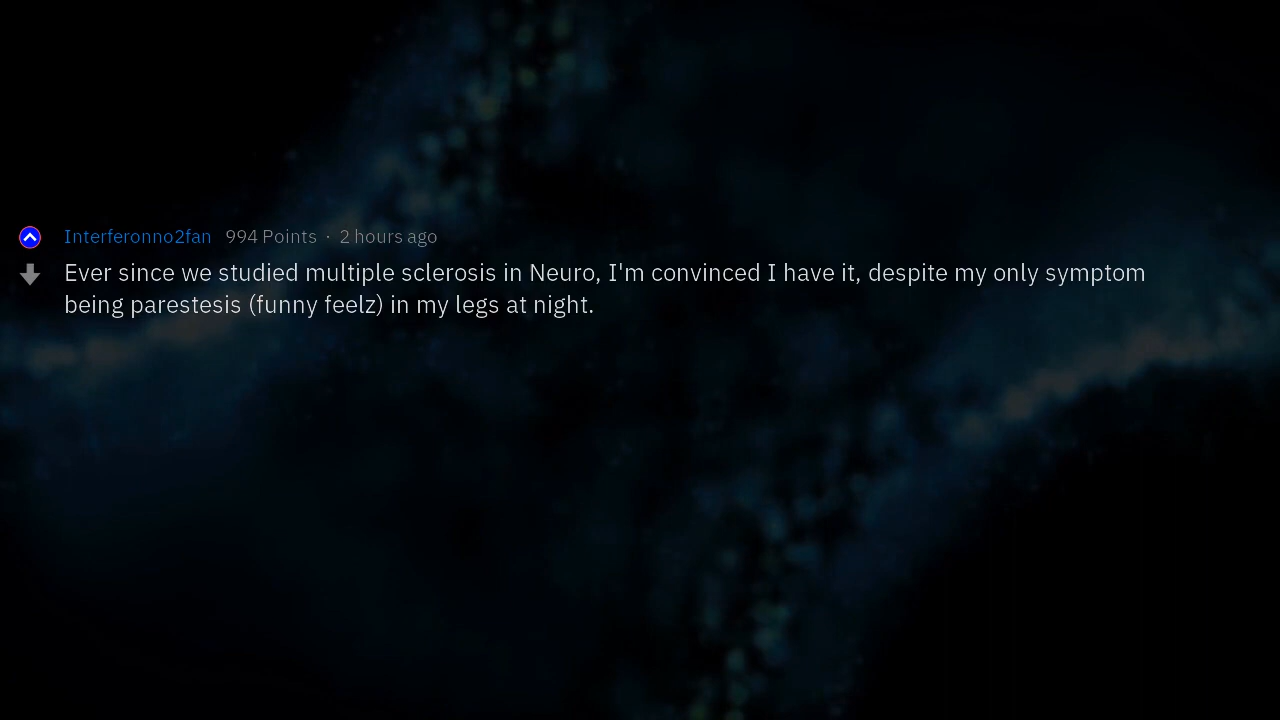 Interferonno2fan 994 Points · 2 hours ago
Ever since we studied multiple sclerosis in Neuro, I'm convinced I have it, despite my only symptom
being parestesis (funny feelz) in my legs at night.